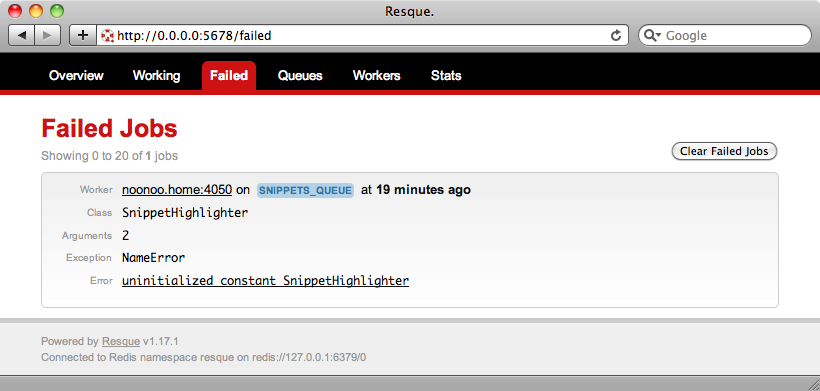 Resque.
http://0.0.0.0:5678/failed
Google
Overview Working Failed Queues Workers Stats
Failed Jobs
Showing 0 to 20 of 1 jobs
Clear Failed Jobs
Worker noonoo.home:4050 on SNIPPETS_QUEUE at 19 minutes ago
Class SnippetHighlighter
Arguments 2
Exception NameError
Error uninitialized constant SnippetHighlighter
Powered by Resque v1.17.1
Connected to Redis namespace resque on redis://127.0.0.1:6379/0